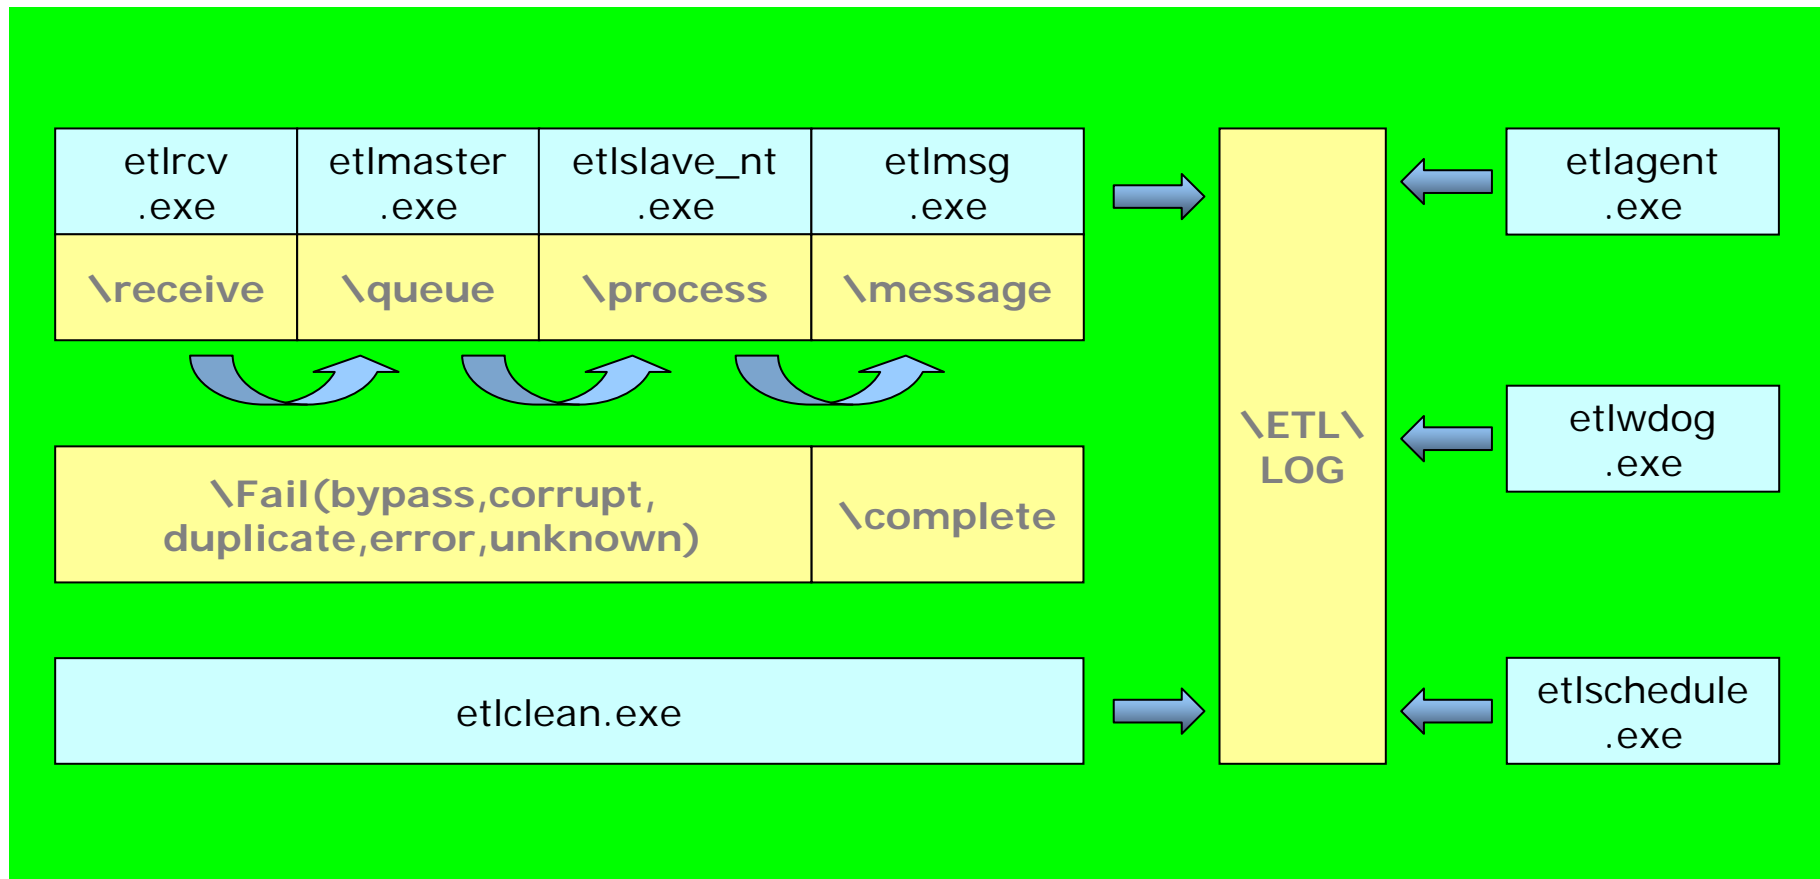 etlrcv
.exe
etlmaster
.exe
etlslave_nt
.exe
etlmsg
.exe
\receive
\queue
\process
\message
\Fail(bypass,corrupt,
duplicate,error,unknown)
\complete
etlclean.exe
\ETL\
LOG
etlagent
.exe
etlwdog
.exe
etlschedule
.exe